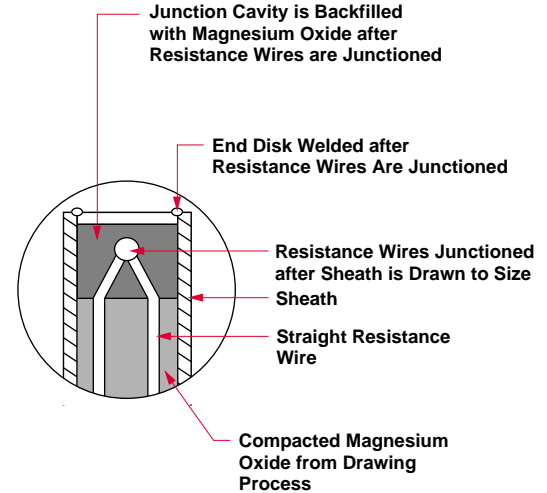 Junction Cavity is Backfilled
with Magnesium Oxide after
Resistance Wires are Junctioned
End Disk Welded after
Resistance Wires Are Junctioned
Resistance Wires Junctioned
after Sheath is Drawn to Size
Sheath
Straight Resistance
Wire
Compacted Magnesium
Oxide from Drawing
Process